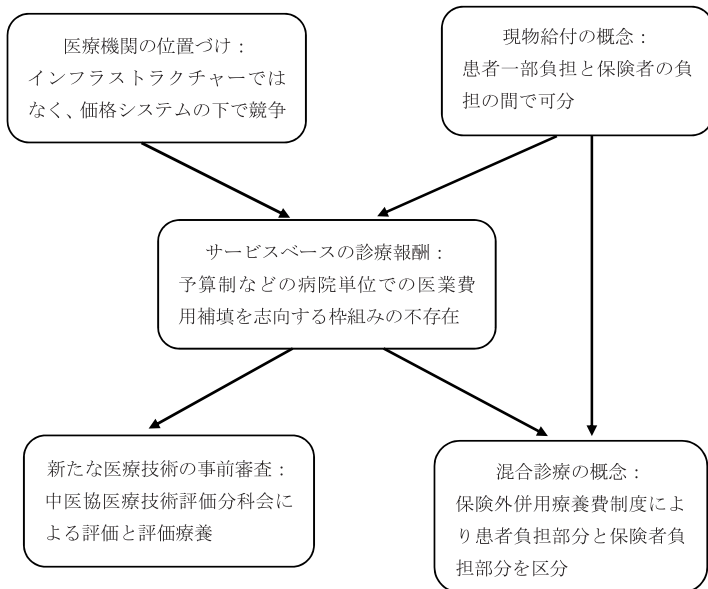 医療機関の位置づけ：
インフラストラクチャーでは
なく、価格システムの下で競争
現物給付の概念：
患者一部負担と保険者の負
担の間で可分
サービスベースの診療報酬：
予算制などの病院単位での医業費
用補填を志向する枠組みの不存在
新たな医療技術の事前審査：
中医協医療技術評価分科会に
よる評価と評価療養
混合診療の概念：
保険外併用療養費制度によ
り患者負担部分と保険者負
担部分を区分